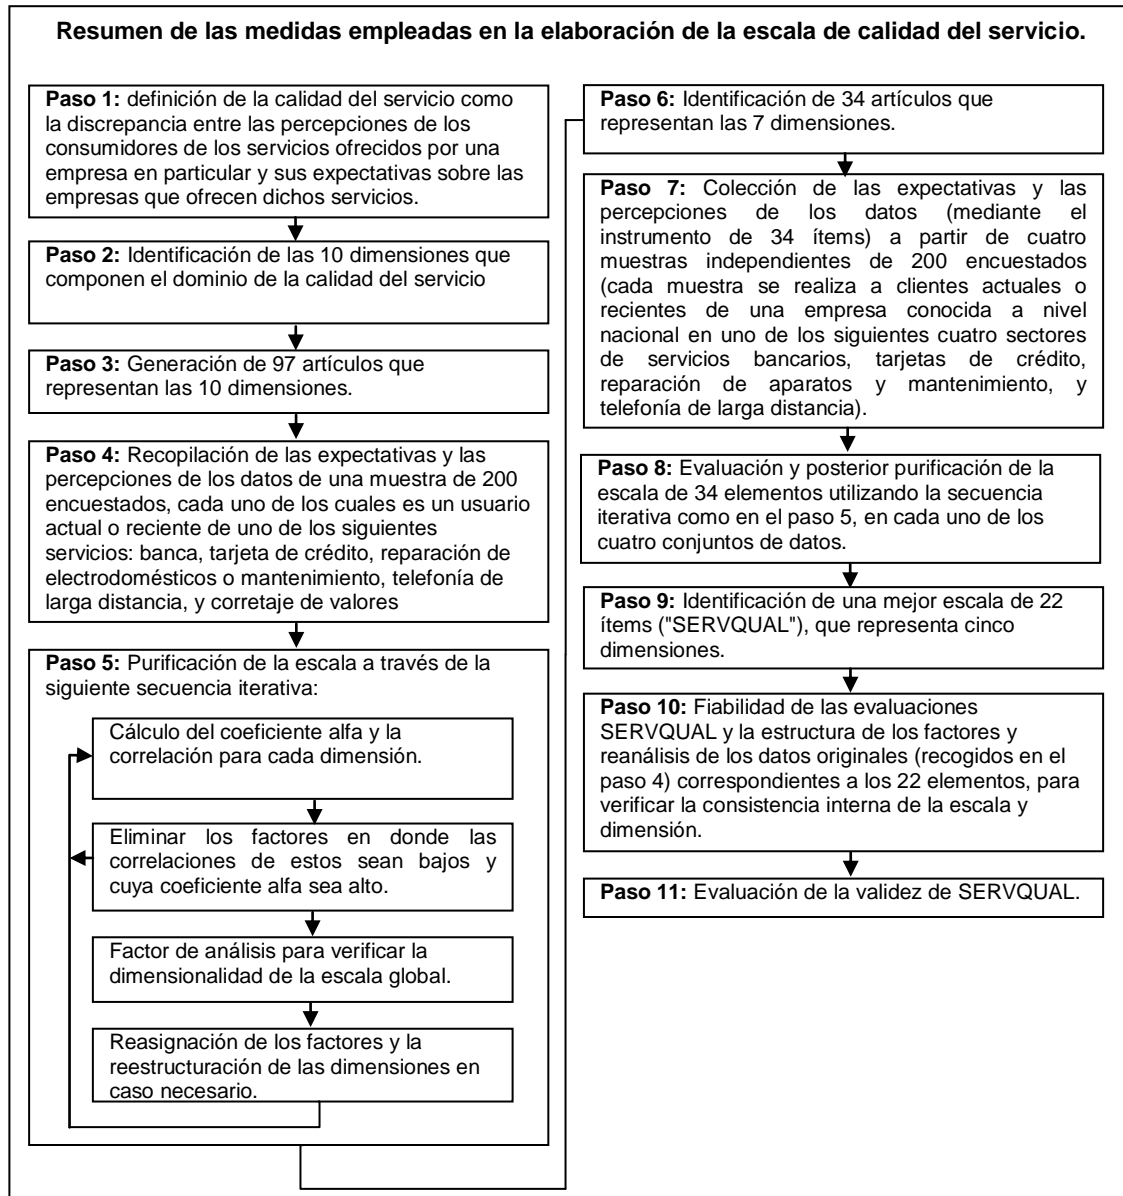 Resumen de las medidas empleadas en la elaboración de la escala de calidad del servicio.
Paso 1: definición de la calidad del servicio como
la discrepancia entre las percepciones de los
consumidores de los servicios ofrecidos por una
empresa en particular y sus expectativas sobre las
empresas que ofrecen dichos servicios.
Paso 2: Identificación de las 10 dimensiones que
componen el dominio de la calidad del servicio
Paso 3: Generación de 97 artículos que
representan las 10 dimensiones.
Paso 4: Recopilación de las expectativas y las
percepciones de los datos de una muestra de 200
encuestados, cada uno de los cuales es un usuario
actual o reciente de uno de los siguientes
servicios: banca, tarjeta de crédito, reparación de
electrodomésticos o mantenimiento, telefonía de
larga distancia, y corretaje de valores
Paso 5: Purificación de la escala a través de la
siguiente secuencia iterativa:
Cálculo del coeficiente alfa y la
correlación para cada dimensión.
Eliminar los factores en donde las
correlaciones de estos sean bajos y
cuya coeficiente alfa sea alto.
Factor de análisis para verificar la
dimensionalidad de la escala global.
Reasignación de los factores y la
reestructuración de las dimensiones en
caso necesario.
Paso 6: Identificación de 34 artículos que
representan las 7 dimensiones.
Paso 7: Colección de las expectativas y las
percepciones de los datos (mediante el
instrumento de 34 ítems) a partir de cuatro
muestras independientes de 200 encuestados
(cada muestra se realiza a clientes actuales o
recientes de una empresa conocida a nivel
nacional en uno de los siguientes cuatro sectores
de servicios bancarios, tarjetas de crédito,
reparación de aparatos y mantenimiento, y
telefonía de larga distancia).
Paso 8: Evaluación y posterior purificación de la
escala de 34 elementos utilizando la secuencia
iterativa como en el paso 5, en cada uno de los
cuatro conjuntos de datos.
Paso 9: Identificación de una mejor escala de 22
ítems ("SERVQUAL"), que representa cinco
dimensiones.
Paso 10: Fiabilidad de las evaluaciones
SERVQUAL y la estructura de los factores y
reanálisis de los datos originales (recogidos en el
paso 4) correspondientes a los 22 elementos, para
verificar la consistencia interna de la escala y
dimensión.
Paso 11: Evaluación de la validez de SERVQUAL.